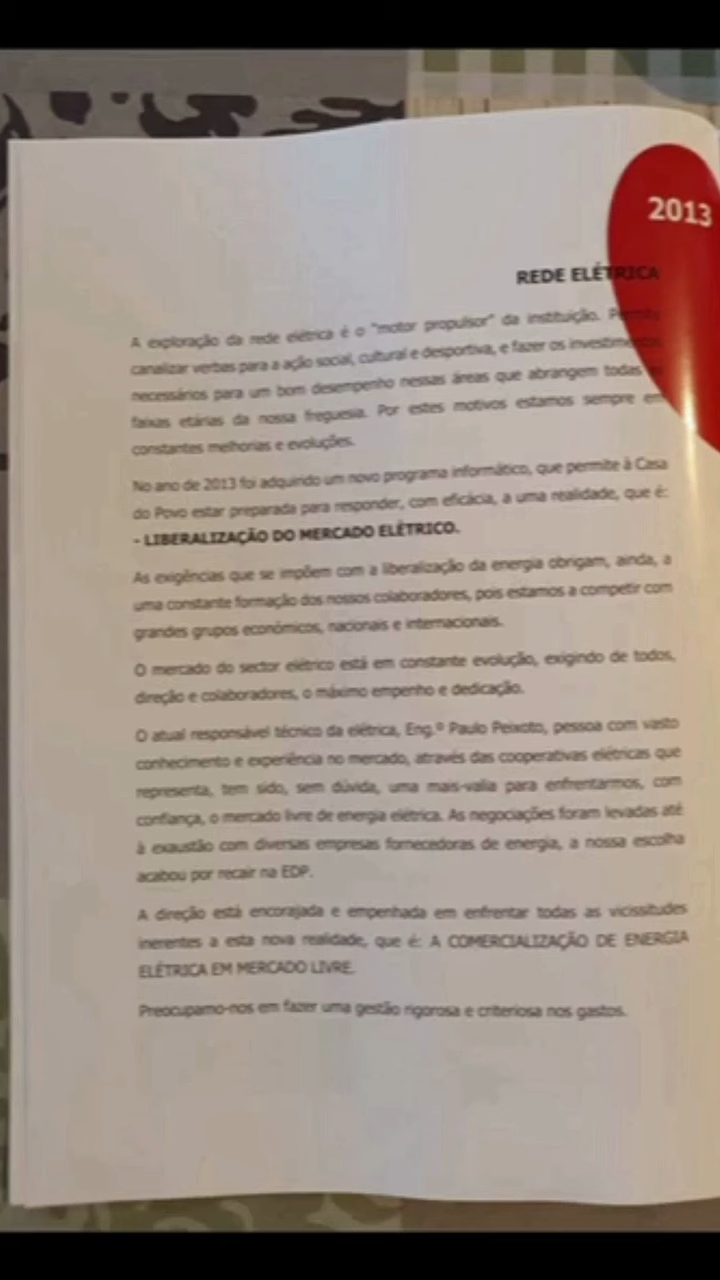 2013
REDE ELÉTRICA
A exploração da rede elétrica é o "motor propulsor" da instituição. Permite
canalizar verbas para a ação social, cultural e desportiva, e fazer os investimentos
necessários para um bom desempenho nessas áreas que abrangem todas
faixas etárias da nossa freguesia. Por estes motivos estamos sempre em
constantes melhorias e evoluções.
No ano de 2013 foi adquirido um novo programa informático, que permite à Casa
do Povo estar preparada para responder, com eficácia, a uma realidade, que é:
- LIBERALIZAÇÃO DO MERCADO ELÉTRICO.
As exigências que se impõem com a liberalização da energia obrigam, ainda, a
uma constante formação dos nossos colaboradores, pois estamos a competir com
grandes grupos económicos, nacionais e internacionais.
O mercado do sector elétrico está em constante evolução, exigindo de todos,
direção e colaboradores, o máximo empenho e dedicação.
O atual responsável técnico da elétrica, Eng.º Paulo Peixoto, pessoa com vasto
conhecimento e experiência no mercado, através das cooperativas elétricas que
representa, tem sido, sem dúvida, uma mais-valia para enfrentarmos, com
confiança, o mercado livre de energia elétrica. As negociações foram levadas até
à exaustão com diversas empresas fornecedoras de energia, a nossa escolha
acabou por recair na EDP.
A direção está encorajada e empenhada em enfrentar todas as vicissitudes
inerentes a esta nova realidade, que é: A COMERCIALIZAÇÃO DE ENERGIA
ELÉTRICA EM MERCADO LIVRE.
Preocupamo-nos em fazer uma gestão rigorosa e criteriosa nos gastos.